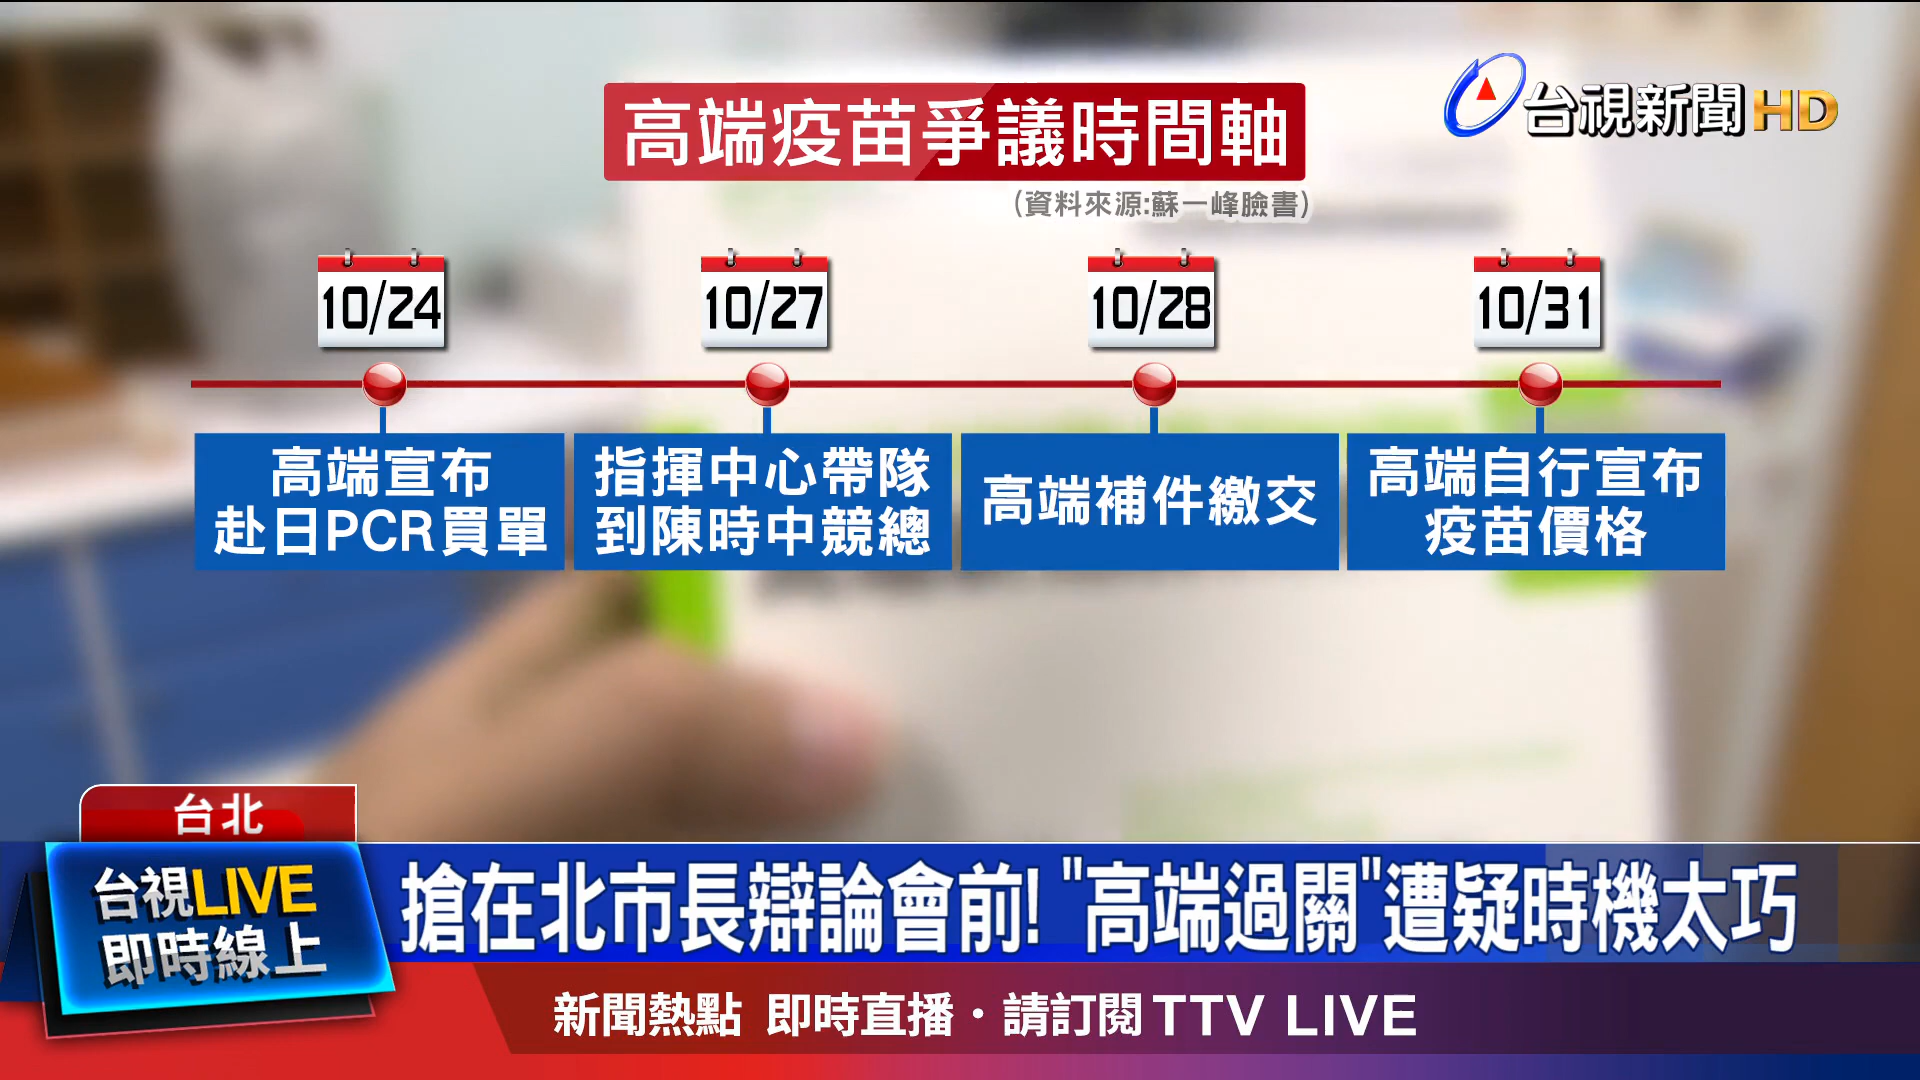 高端疫苗爭議時間軸
(資料來源:蘇一峰臉書)
台視新聞HD
10/24
10/27
10/28
10/31
高端宣布
赴日PCR買單
指揮中心帶隊
到陳時中競總
高端補件繳交
高端自行宣布
疫苗價格
台北
台視LIVE
即時線上
搶在北市長辯論會前! "高端過關"遭疑時機太巧
新聞熱點 即時直播・請訂閱TTV LIVE